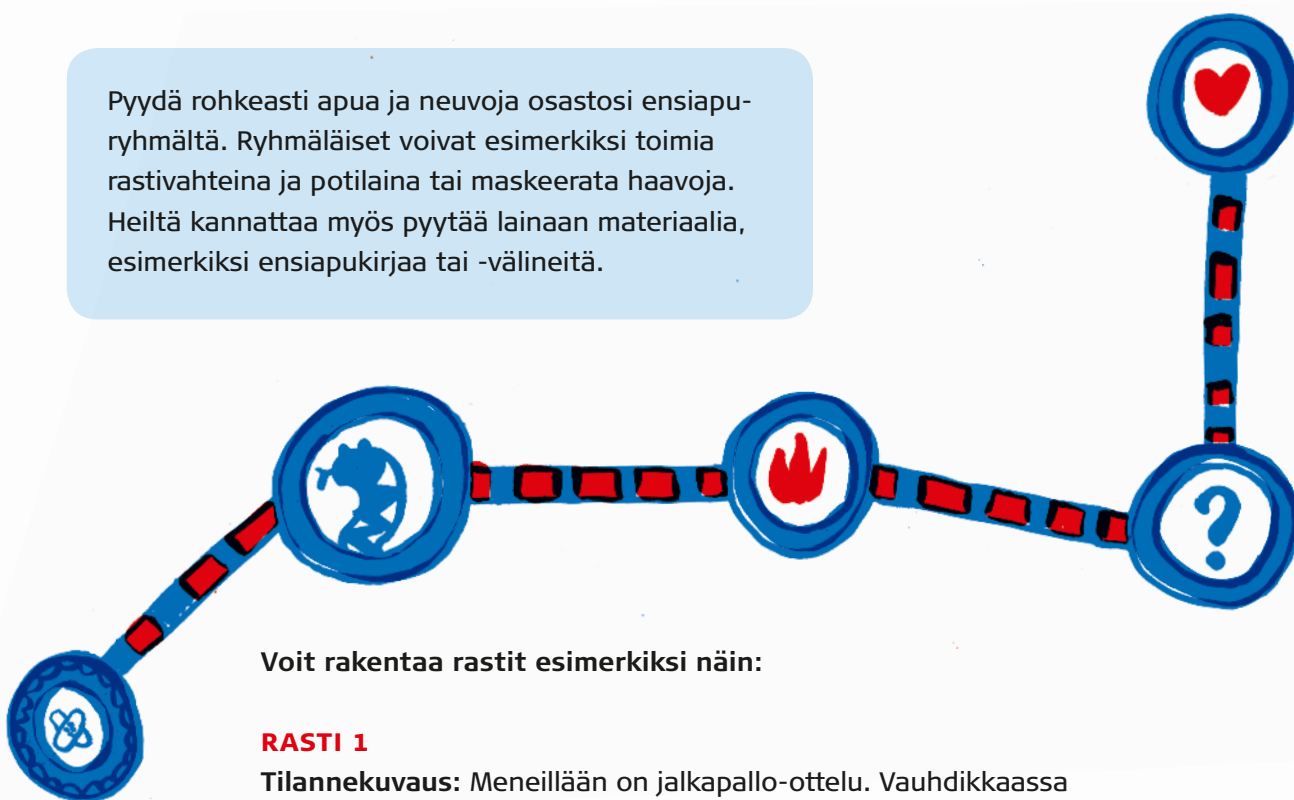 Pyydä rohkeasti apua ja neuvoja osastosi ensiapu-
ryhmältä. Ryhmäläiset voivat esimerkiksi toimia
rastivahteina ja potilaina tai maskeerata haavoja.
Heiltä kannattaa myös pyytää lainaan materiaalia,
esimerkiksi ensiapukirjaa tai -välineitä.
?
Voit rakentaa rastit esimerkiksi näin:
RASTI 1
Tilannekuvaus: Meneillään on jalkapallo-ottelu. Vauhdikkaassa